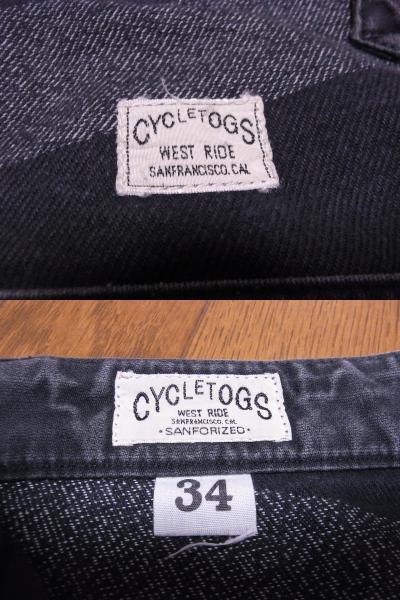 CYCLETOGS
WEST RIDE
SANFRANCISCO. CAL
CYCLETOGS
WEST RIDE
SANFRANCISCO. CAL
• SANFORIZED •
34